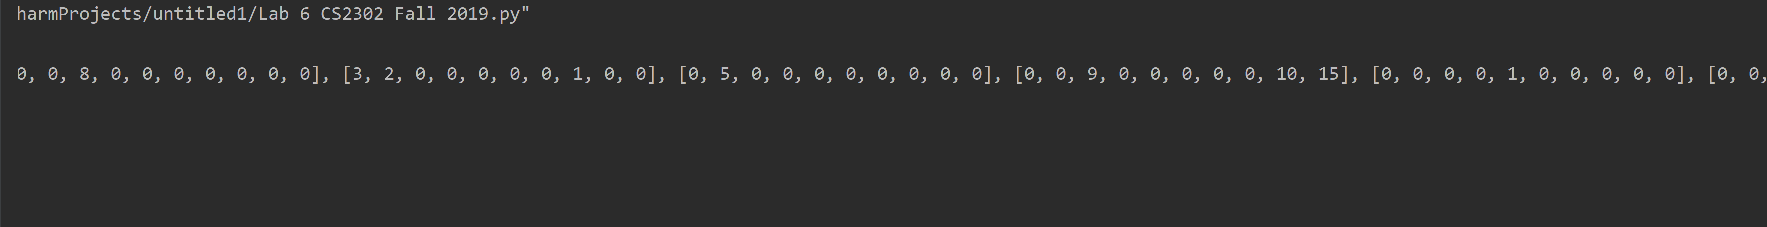 harmProjects/untitled1/Lab 6 CS2302 Fall 2019.py"
0, 0, 8, 0, 0, 0, 0, 0, 0, 0], [3, 2, 0, 0, 0, 0, 0, 1, 0, 0], [0, 5, 0, 0, 0, 0, 0, 0, 0, 0], [0, 0, 9, 0, 0, 0, 0, 0, 10, 15], [0, 0, 0, 0, 1, 0, 0, 0, 0, 0], [0, 0,